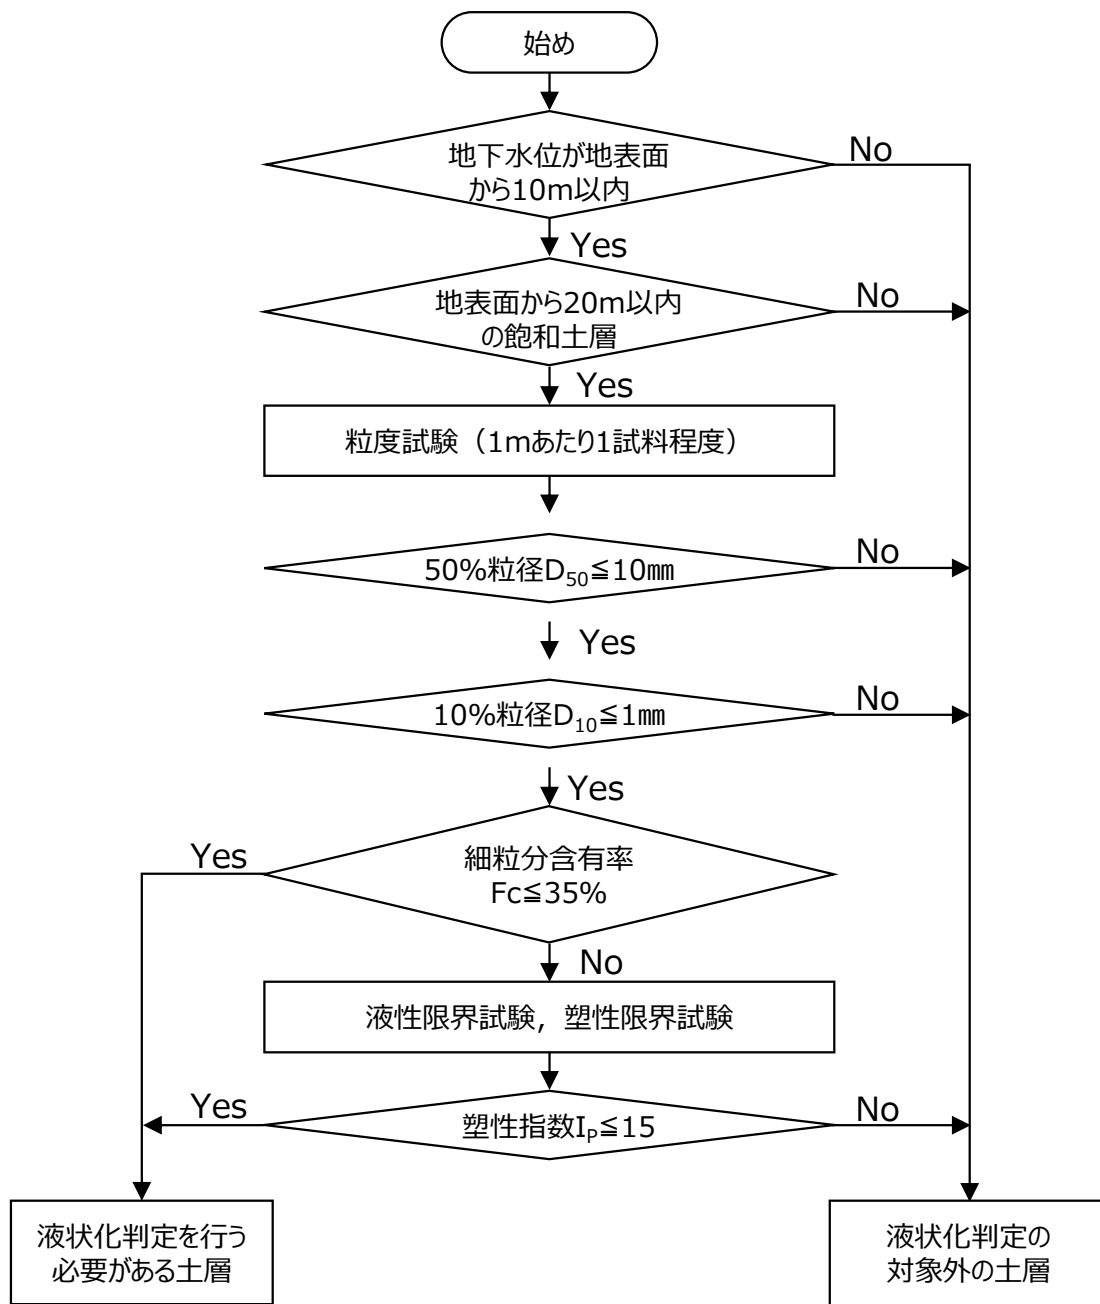 始め
地下水位が地表面
から10m以内
No
Yes
地表面から20m以内
の飽和土層
No
Yes
粒度試験（1mあたり1試料程度）
50%粒径D₅₀≦10㎜
No
Yes
10%粒径D₁₀≦1㎜
No
Yes
細粒分含有率
Fc≦35%
Yes
No
液性限界試験，塑性限界試験
Yes
塑性指数Iₚ≦15
No
液状化判定を行う
必要がある土層
液状化判定の
対象外の土層